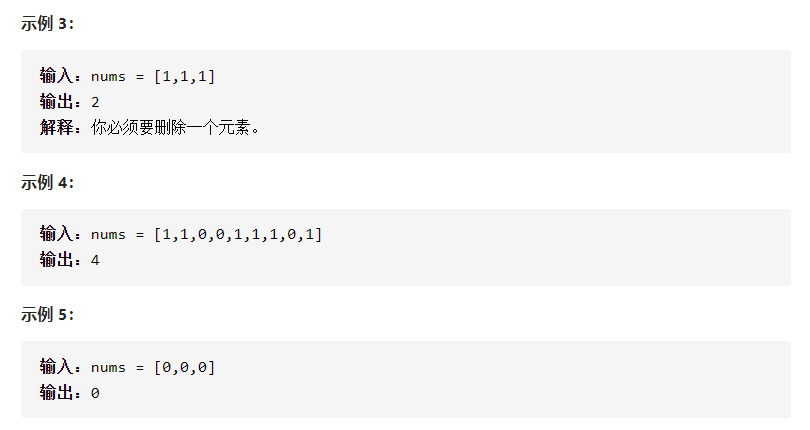 示例 3：
输入：nums = [1,1,1]
输出：2
解释：你必须要删除一个元素。
示例 4：
输入：nums = [1,1,0,0,1,1,1,0,1]
输出：4
示例 5：
输入：nums = [0,0,0]
输出：0